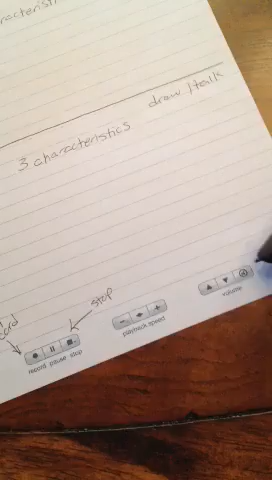 3 characteristics
draw / talk
stop
record pause stop
playback speed
volume